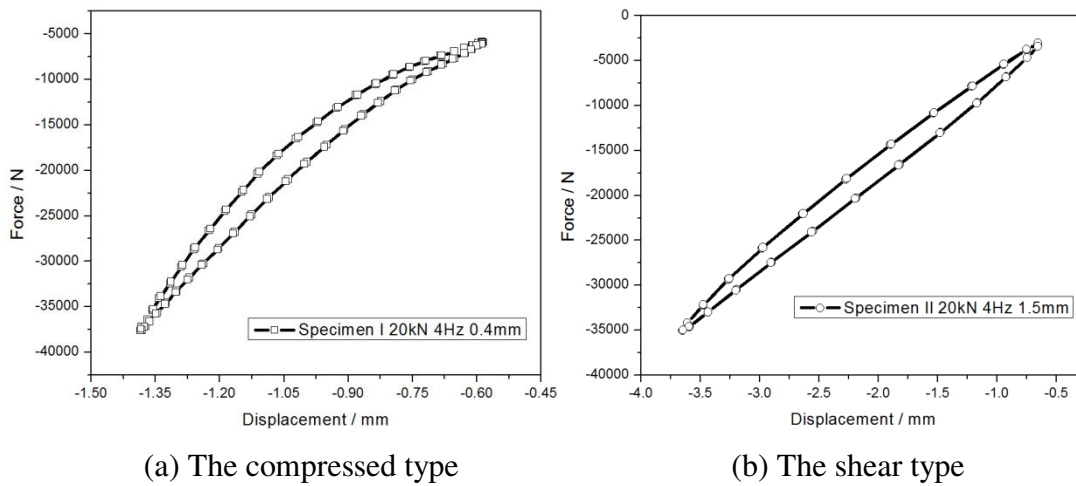 -5000
-10000
-15000
-20000
-25000
-30000
-35000
-40000
Force / N
-1.50 -1.35 -1.20 -1.05 -0.90 -0.75 -0.60 -0.45
Displacement / mm
Specimen I 20kN 4Hz 0.4mm
(a) The compressed type
0
-5000
-10000
-15000
-20000
-25000
-30000
-35000
-40000
Force / N
-4.0 -3.5 -3.0 -2.5 -2.0 -1.5 -1.0 -0.5
Displacement / mm
Specimen II 20kN 4Hz 1.5mm
(b) The shear type